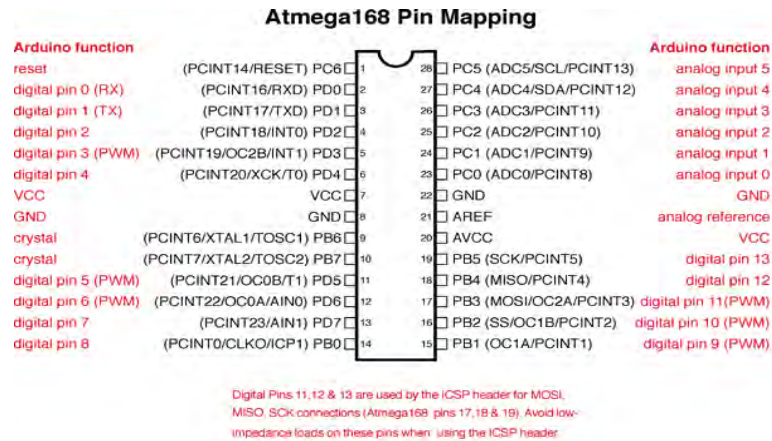 Atmega168 Pin Mapping
Arduino function Arduino function
reset (PCINT14/RESET) PC6 1 28 PC5 (ADC5/SCL/PCINT13) analog input 5
digital pin 0 (RX) (PCINT16/RXD) PD0 2 27 PC4 (ADC4/SDA/PCINT12) analog input 4
digital pin 1 (TX) (PCINT17/TXD) PD1 3 26 PC3 (ADC3/PCINT11) analog input 3
digital pin 2 (PCINT18/INT0) PD2 4 25 PC2 (ADC2/PCINT10) analog input 2
digital pin 3 (PWM) (PCINT19/OC2B/INT1) PD3 5 24 PC1 (ADC1/PCINT9) analog input 1
digital pin 4 (PCINT20/XCK/T0) PD4 6 23 PC0 (ADC0/PCINT8) analog input 0
VCC VCC 7 22 GND GND
GND GND 8 21 AREF analog reference
crystal (PCINT6/XTAL1/TOSC1) PB6 9 20 AVCC VCC
crystal (PCINT7/XTAL2/TOSC2) PB7 10 19 PB5 (SCK/PCINT5) digital pin 13
digital pin 5 (PWM) (PCINT21/OC0B/T1) PD5 11 18 PB4 (MISO/PCINT4) digital pin 12
digital pin 6 (PWM) (PCINT22/OC0A/AIN0) PD6 12 17 PB3 (MOSI/OC2A/PCINT3) digital pin 11(PWM)
digital pin 7 (PCINT23/AIN1) PD7 13 16 PB2 (SS/OC1B/PCINT2) digital pin 10 (PWM)
digital pin 8 (PCINT0/CLKO/ICP1) PB0 14 15 PB1 (OC1A/PCINT1) digital pin 9 (PWM)
Digital Pins 11,12 & 13 are used by the ICSP header for MOSI,
MISO, SCK connections (Atmega168 pins 17,18 & 19). Avoid low-
impedance loads on these pins when using the ICSP header